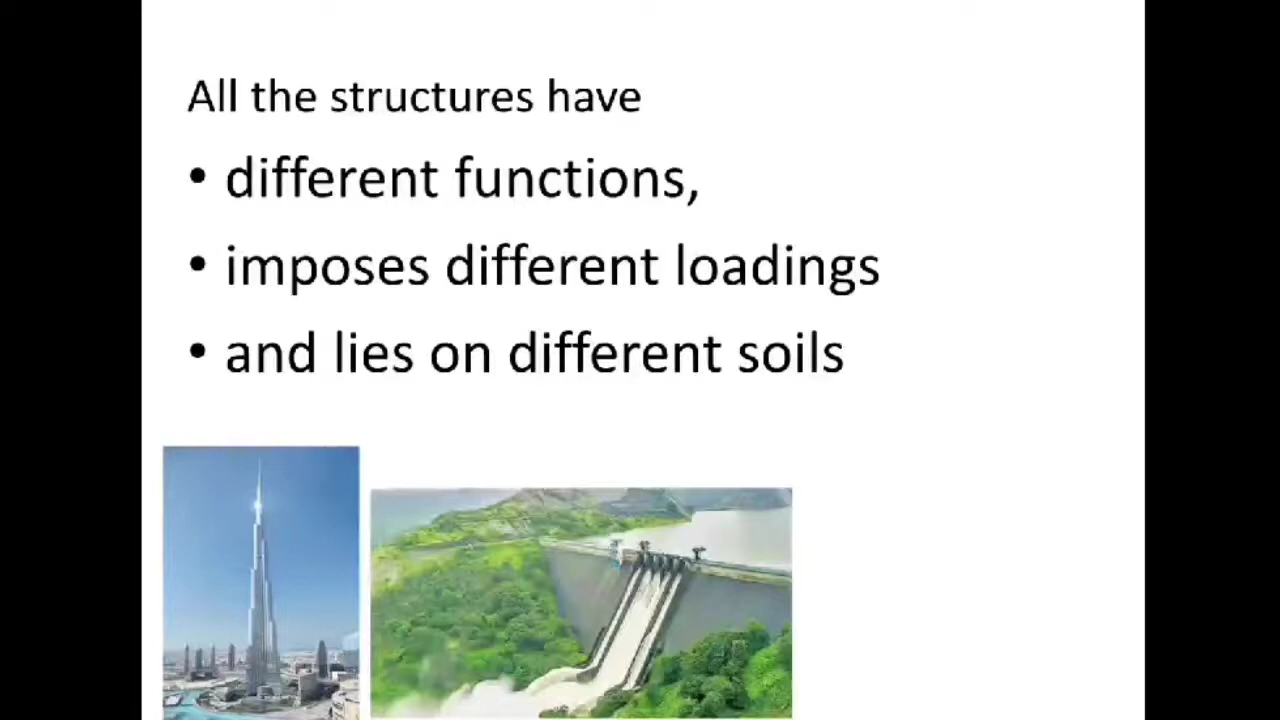 All the structures have
• different functions,
• imposes different loadings
• and lies on different soils